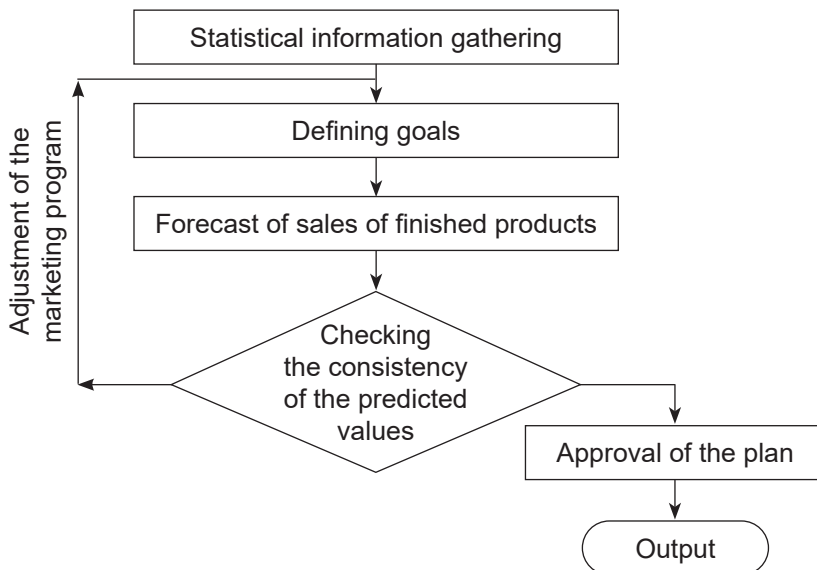 Statistical information gathering
Defining goals
Forecast of sales of finished products
Adjustment of the
marketing program
Checking
the consistency
of the predicted
values
Approval of the plan
Output